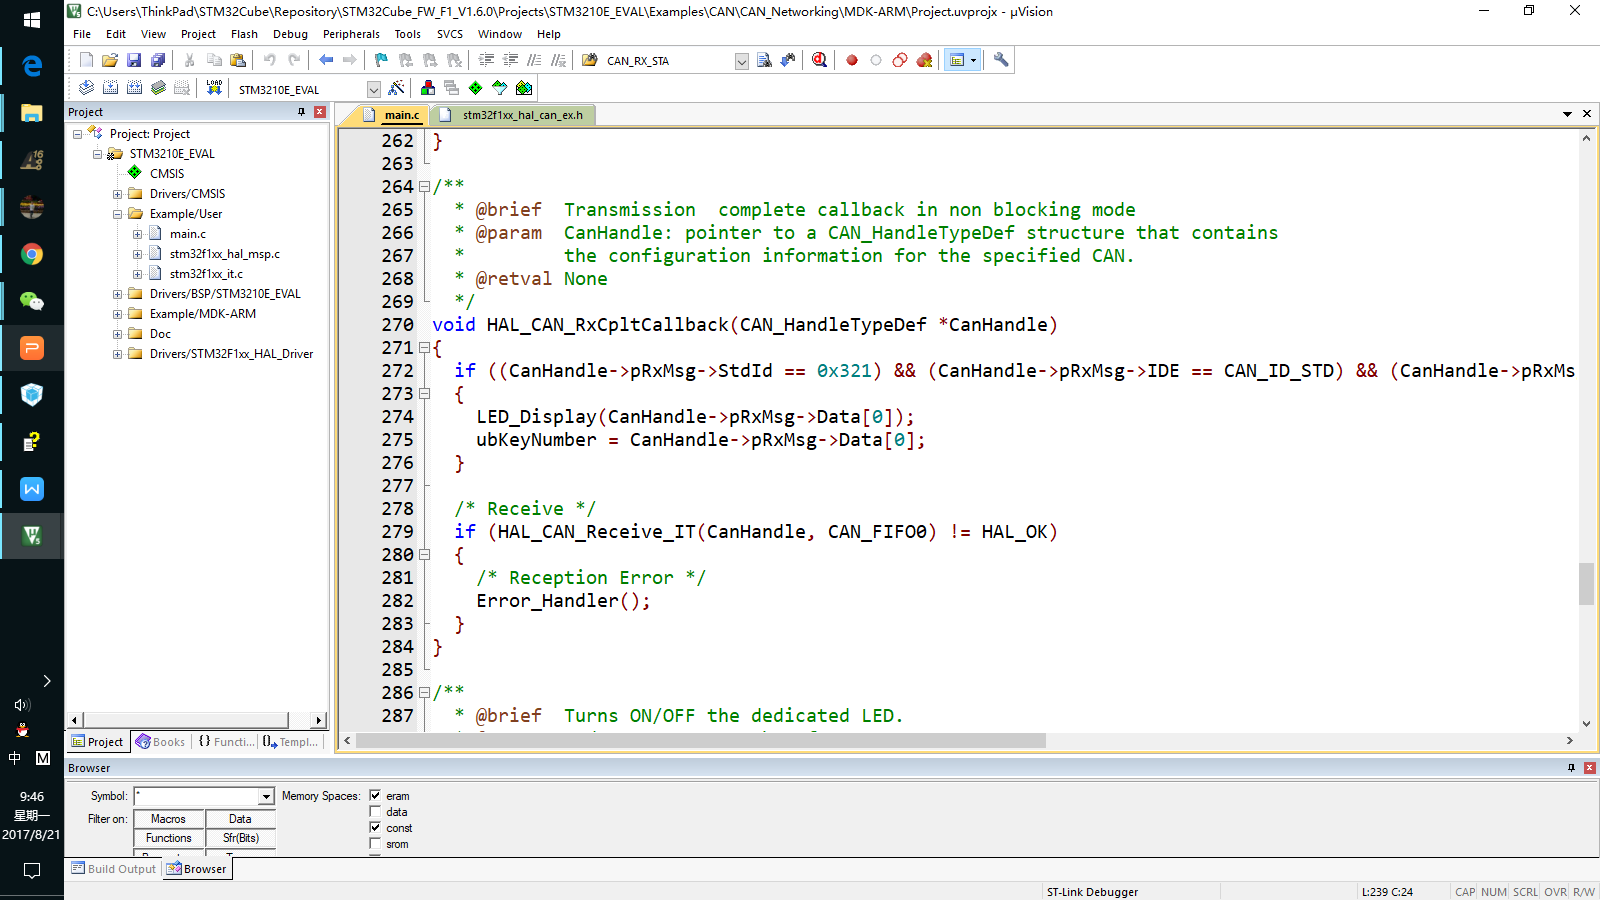 C:\Users\ThinkPad\STM32Cube\Repository\STM32Cube_FW_F1_V1.6.0\Projects\STM3210E_EVAL\Examples\CAN\CAN_Networking\MDK-ARM\Project.uvprojx - µVision
File Edit View Project Flash Debug Peripherals Tools SVCS Window Help
CAN_RX_STA
LOAD
STM3210E_EVAL
Project
Project: Project
STM3210E_EVAL
CMSIS
Drivers/CMSIS
Example/User
main.c
stm32f1xx_hal_msp.c
stm32f1xx_it.c
Drivers/BSP/STM3210E_EVAL
Example/MDK-ARM
Doc
Drivers/STM32F1xx_HAL_Driver
Project Books {} Functi... Templ...
main.c stm32f1xx_hal_can_ex.h
262 }
263
264 /**
265 * @brief  Transmission  complete callback in non blocking mode
266 * @param  CanHandle: pointer to a CAN_HandleTypeDef structure that contains
267 *         the configuration information for the specified CAN.
268 * @retval None
269 */
270 void HAL_CAN_RxCpltCallback(CAN_HandleTypeDef *CanHandle)
271 {
272   if ((CanHandle->pRxMsg->StdId == 0x321) && (CanHandle->pRxMsg->IDE == CAN_ID_STD) && (CanHandle->pRxMs
273   {
274     LED_Display(CanHandle->pRxMsg->Data[0]);
275     ubKeyNumber = CanHandle->pRxMsg->Data[0];
276   }
277
278   /* Receive */
279   if (HAL_CAN_Receive_IT(CanHandle, CAN_FIFO0) != HAL_OK)
280   {
281     /* Reception Error */
282     Error_Handler();
283   }
284 }
285
286 /**
287 * @brief  Turns ON/OFF the dedicated LED.
Browser
Symbol: * Memory Spaces: eram
data
Filter on: Macros Data
const
Functions Sfr(Bits)
srom
Build Output Browser
ST-Link Debugger L:239 C:24 CAP NUM SCRL OVR R/W
中 M
9:46
星期一
2017/8/21